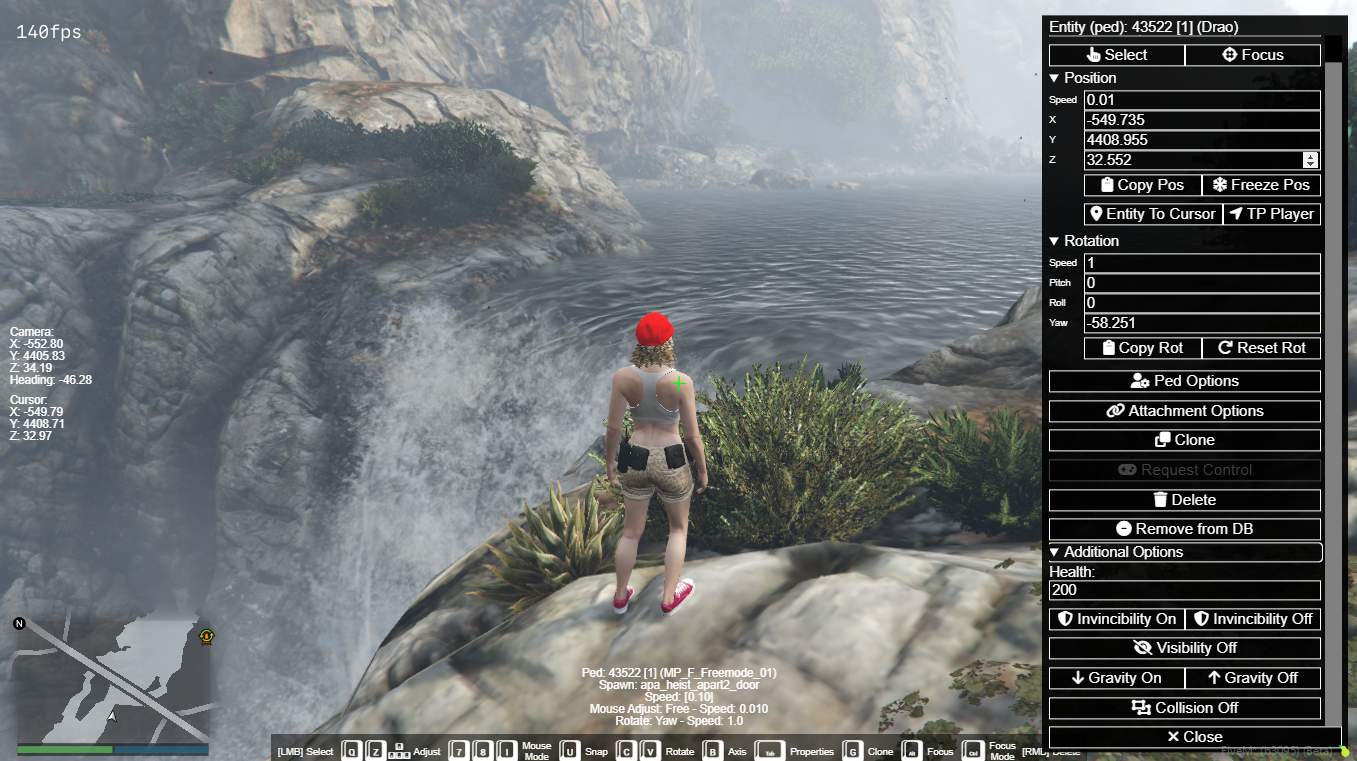 140fps
Entity (ped): 43522 [1] (Drao)
Select Focus
Position
Speed 0.01
X -549.735
Y 4408.955
Z 32.552
Copy Pos Freeze Pos
Entity To Cursor TP Player
Rotation
Speed 1
Pitch 0
Roll 0
Yaw -58.251
Copy Rot Reset Rot
Ped Options
Attachment Options
Clone
Request Control
Delete
Remove from DB
Additional Options
Health:
200
Invincibility On Invincibility Off
Visibility Off
Gravity On Gravity Off
Collision Off
Close
Camera:
X: -552.80
Y: 4405.83
Z: 34.19
Heading: -46.28
Cursor:
X: -549.79
Y: 4408.71
Z: 32.97
N
Ped: 43522 [1] (MP_F_Freemode_01)
Spawn: apa_heist_apart2_door
Speed: [0.10]
Mouse Adjust: Free - Speed: 0.010
Rotate: Yaw - Speed: 1.0
[LMB] Select Q Z Adjust 7 8 I Mouse Mode U Snap C V Rotate B Axis Tab Properties G Clone Alt Focus Ctrl Focus Mode [RMB] Delete